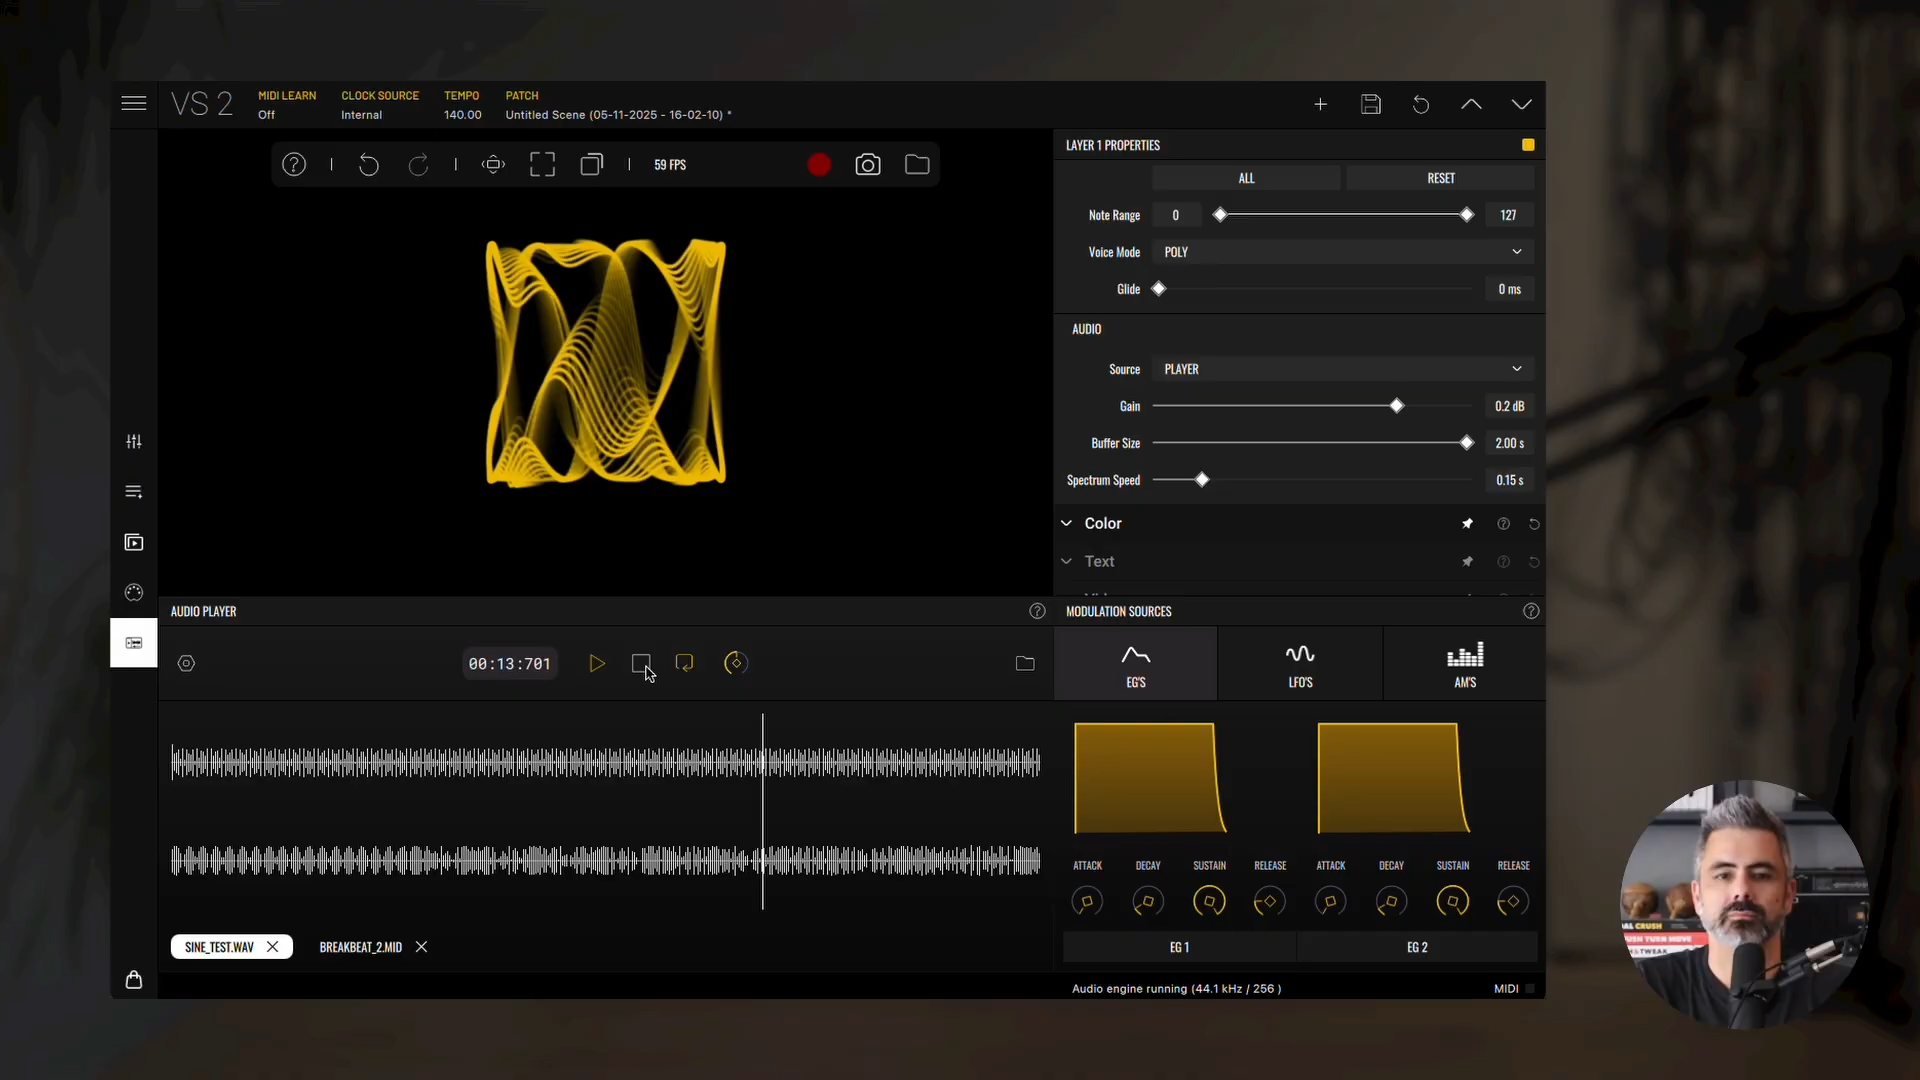 VS 2
MIDI LEARN
Off
CLOCK SOURCE
Internal
TEMPO
140.00
PATCH
Untitled Scene (05-11-2025 - 16-02-10) *
59 FPS
LAYER 1 PROPERTIES
ALL
RESET
Note Range
0
127
Voice Mode
POLY
Glide
0 ms
AUDIO
Source
PLAYER
Gain
0.2 dB
Buffer Size
2.00 s
Spectrum Speed
0.15 s
Color
Text
AUDIO PLAYER
00:13:701
SINE_TEST.WAV
BREAKBEAT_2.MID
MODULATION SOURCES
EG'S
LFO'S
AM'S
ATTACK
DECAY
SUSTAIN
RELEASE
ATTACK
DECAY
SUSTAIN
RELEASE
EG 1
EG 2
Audio engine running (44.1 kHz / 256 )
MIDI